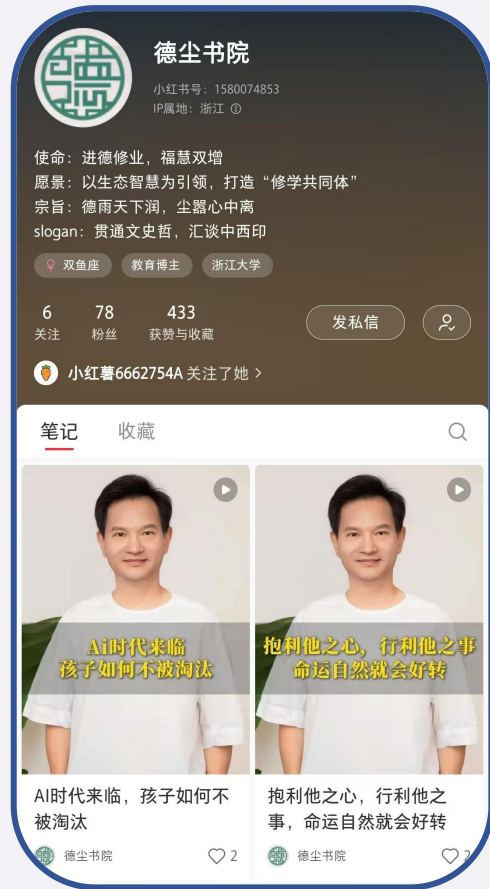 德尘书院
小红书号：1580074853
IP属地：浙江
使命：进德修业，福慧双增
愿景：以生态智慧为引领，打造“修学共同体”
宗旨：德雨天下润，尘嚣心中离
slogan：贯通文史哲，汇谈中西印
双鱼座 教育博主 浙江大学
6 78 433
关注 粉丝 获赞与收藏
发私信
小红薯6662754A 关注了她
笔记 收藏
Ai时代来临
孩子如何不被淘汰
抱利他之心，行利他之事
命运自然就会好转
AI时代来临，孩子如何不
被淘汰
德尘书院 2
抱利他之心，行利他之
事，命运自然就会好转
德尘书院 2